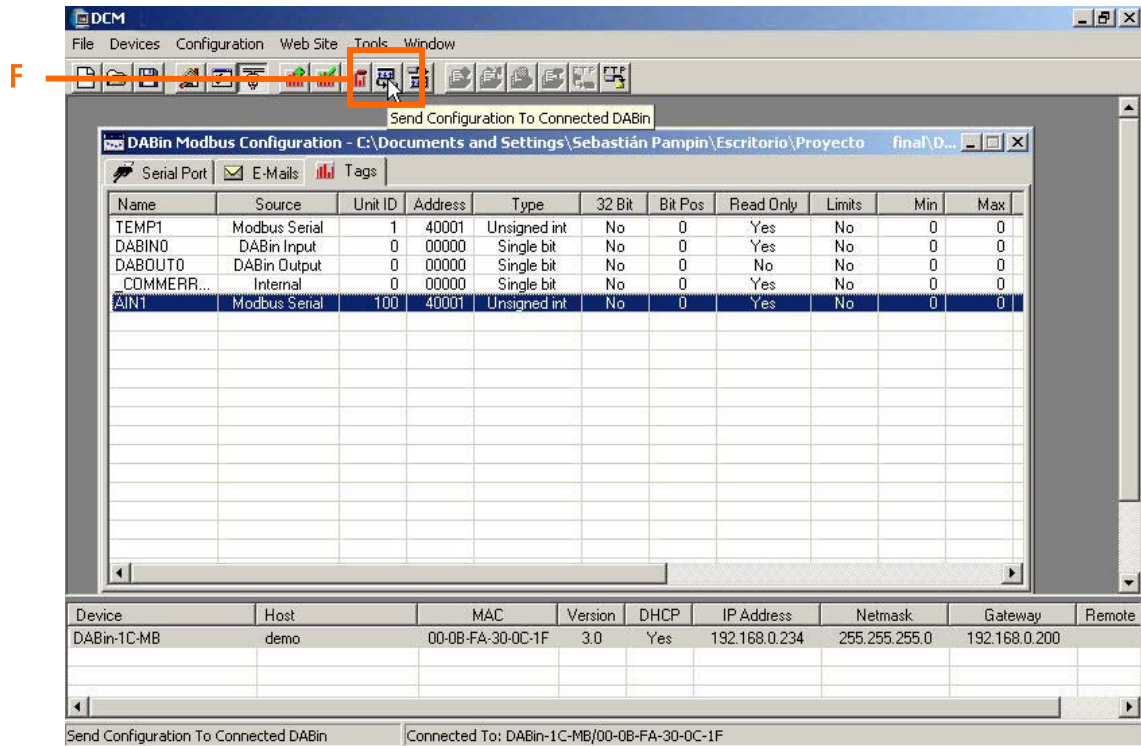 DCM
File Devices Configuration Web Site Tools Window
F
Send Configuration To Connected DABin
DABin Modbus Configuration - C:\Documents and Settings\Sebastián Pampin\Escritorio\Proyecto final\D...
Serial Port E-Mails Tags
Name Source Unit ID Address Type 32 Bit Bit Pos Read Only Limits Min Max
TEMP1 Modbus Serial 1 40001 Unsigned int No 0 Yes No 0 0
DABIN0 DABin Input 0 00000 Single bit No 0 Yes No 0 0
DABOUT0 DABin Output 0 00000 Single bit No 0 No No 0 0
_COMMERR... Internal 0 00000 Single bit No 0 Yes No 0 0
AIN1 Modbus Serial 100 40001 Unsigned int No 0 Yes No 0 0
Device Host MAC Version DHCP IP Address Netmask Gateway Remote
DABin-1C-MB demo 00-0B-FA-30-0C-1F 3.0 Yes 192.168.0.234 255.255.255.0 192.168.0.200
Send Configuration To Connected DABin Connected To: DABin-1C-MB/00-0B-FA-30-0C-1F